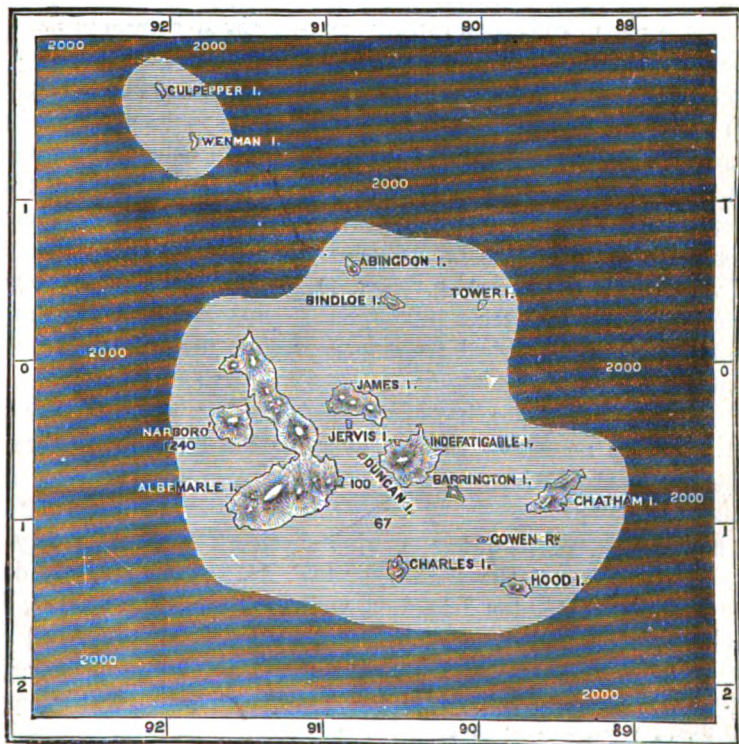 92 91 90 89
2000 2000
CULPEPPER I.
WENMAN I.
2000
1 1
ABINGDON I.
BINDLOE I. TOWER I.
2000 2000
0 0
JAMES I.
NARBORO' JERVIS I. INDEFATIGABLE I.
1240
DUNCAN I.
ALBEMARLE I. 100 BARRINGTON I.
CHATHAM I. 2000
67
1 1
GOWEN RK
CHARLES I.
HOOD I.
2000
2000
2 2
92 91 90 89